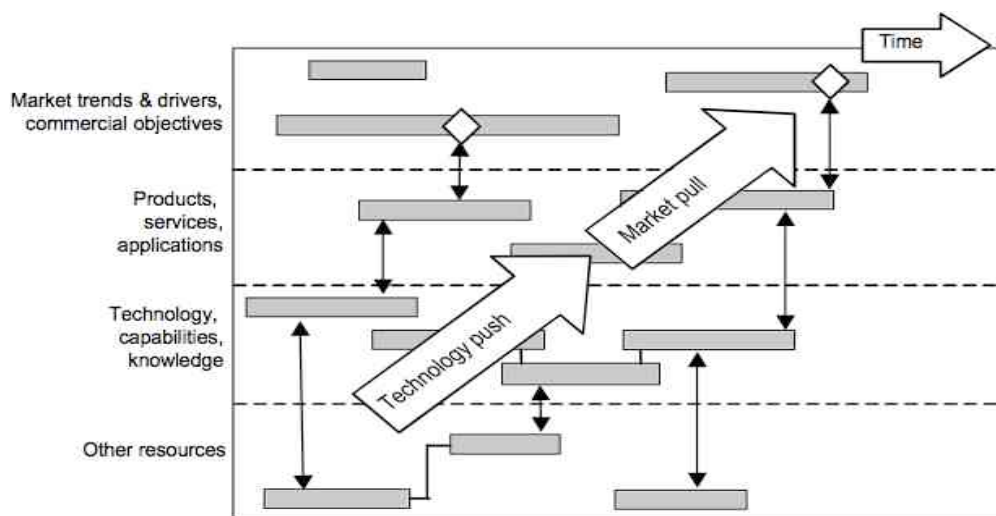 Time
Market trends & drivers,
commercial objectives
Products,
services,
applications
Market pull
Technology,
capabilities,
knowledge
Technology push
Other resources